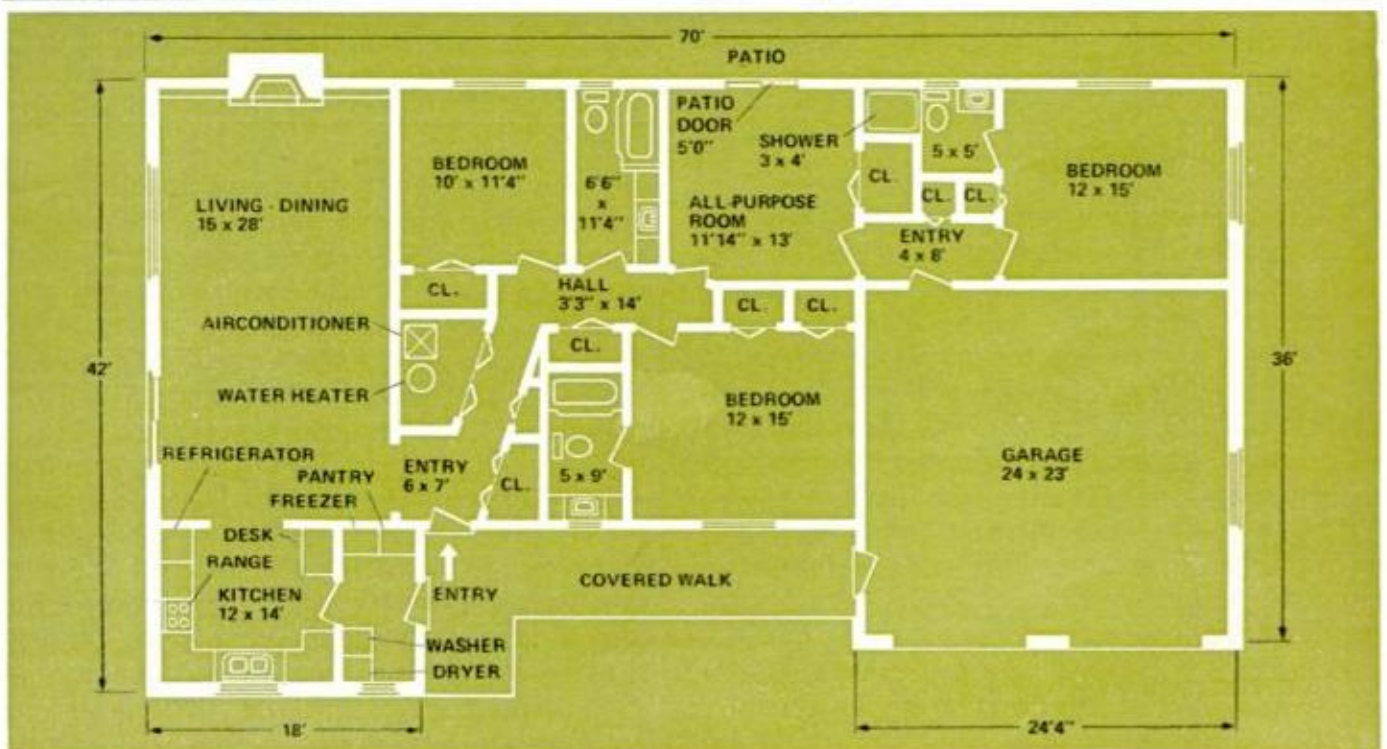 70'
PATIO
PATIO
DOOR
5'0"
SHOWER
3 x 4'
5 x 5'
BEDROOM
10' x 11'4"
6'6"
x
11'4"
CL.
BEDROOM
12 x 15'
LIVING - DINING
15 x 28'
ALL-PURPOSE
ROOM
11'14" x 13'
CL.
CL.
ENTRY
4 x 8'
CL.
HALL
3'3" x 14'
CL.
CL.
AIRCONDITIONER
CL.
42'
36'
WATER HEATER
BEDROOM
12 x 15'
REFRIGERATOR
PANTRY
FREEZER
ENTRY
6 x 7'
CL.
5 x 9'
GARAGE
24 x 23'
DESK
RANGE
KITCHEN
12 x 14'
ENTRY
COVERED WALK
WASHER
DRYER
18'
24'4"